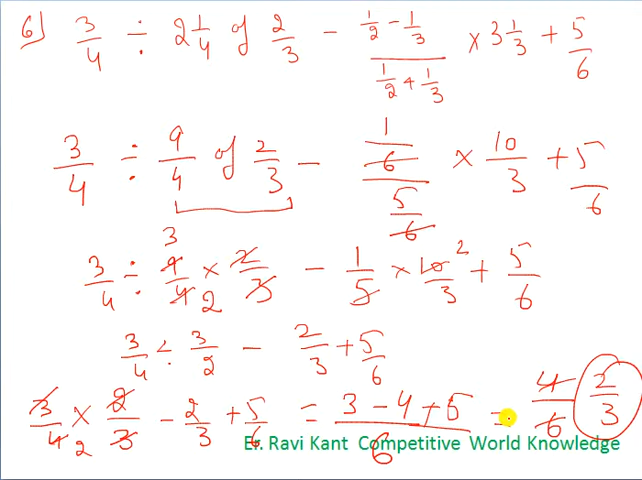 6) 3/4 ÷ 2 1/4 of 2/3 - (1/2 - 1/3)/(1/2 + 1/3) × 3 1/3 + 5/6
3/4 ÷ 9/4 of 2/3 - (1/6)/(5/6) × 10/3 + 5/6
3/4 ÷ 9/4 × 2/3 - 1/5 × 10/3 + 5/6
3 2 2
3/4 ÷ 3/2 - 2/3 + 5/6
3/4 × 2/3 - 2/3 + 5/6 = (3 - 4 + 5)/6 = 4/6 2/3
2
Er. Ravi Kant Competitive World Knowledge